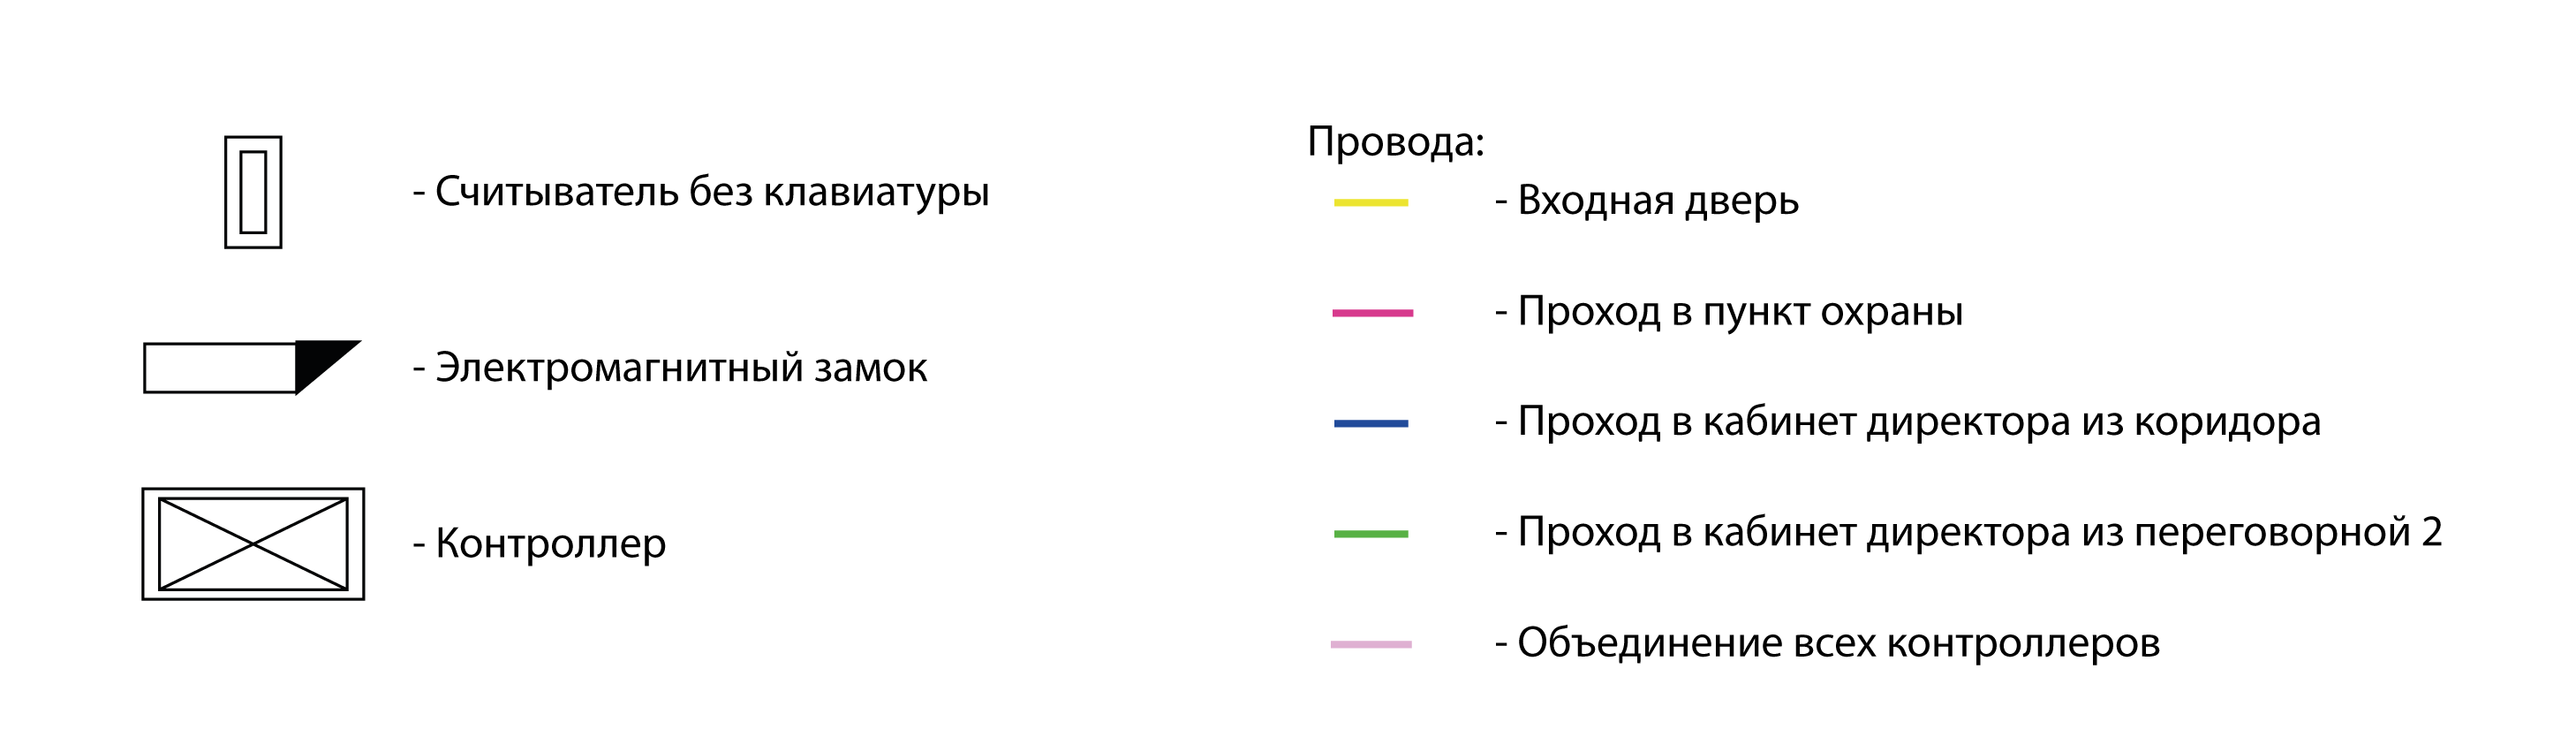 - Считыватель без клавиатуры
- Электромагнитный замок
- Контроллер
Провода:
- Входная дверь
- Проход в пункт охраны
- Проход в кабинет директора из коридора
- Проход в кабинет директора из переговорной 2
- Объединение всех контроллеров